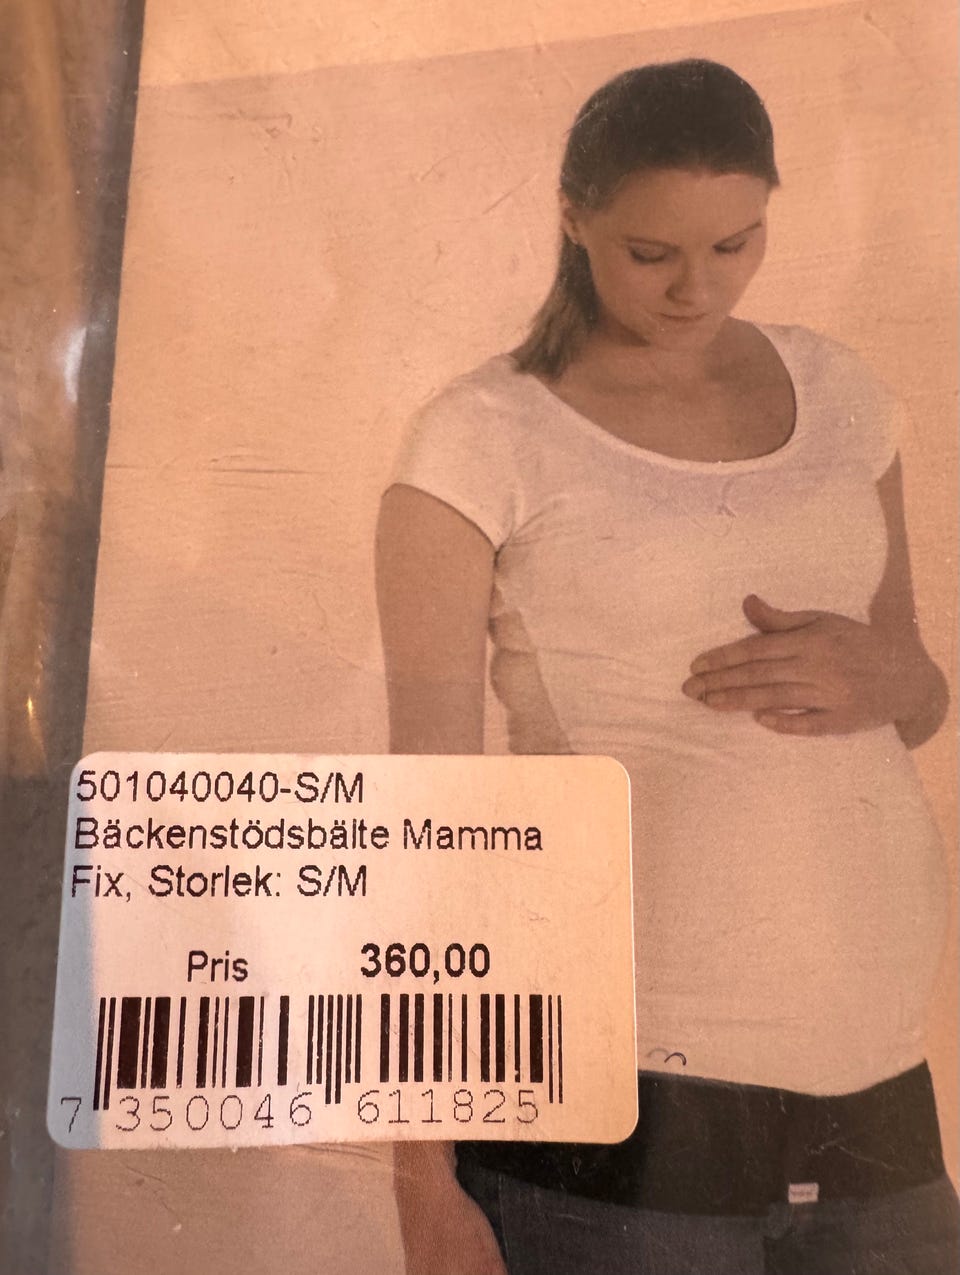 501040040-S/M
Bäckenstödsbälte Mamma
Fix, Storlek: S/M
Pris 360,00
7 350046 611825